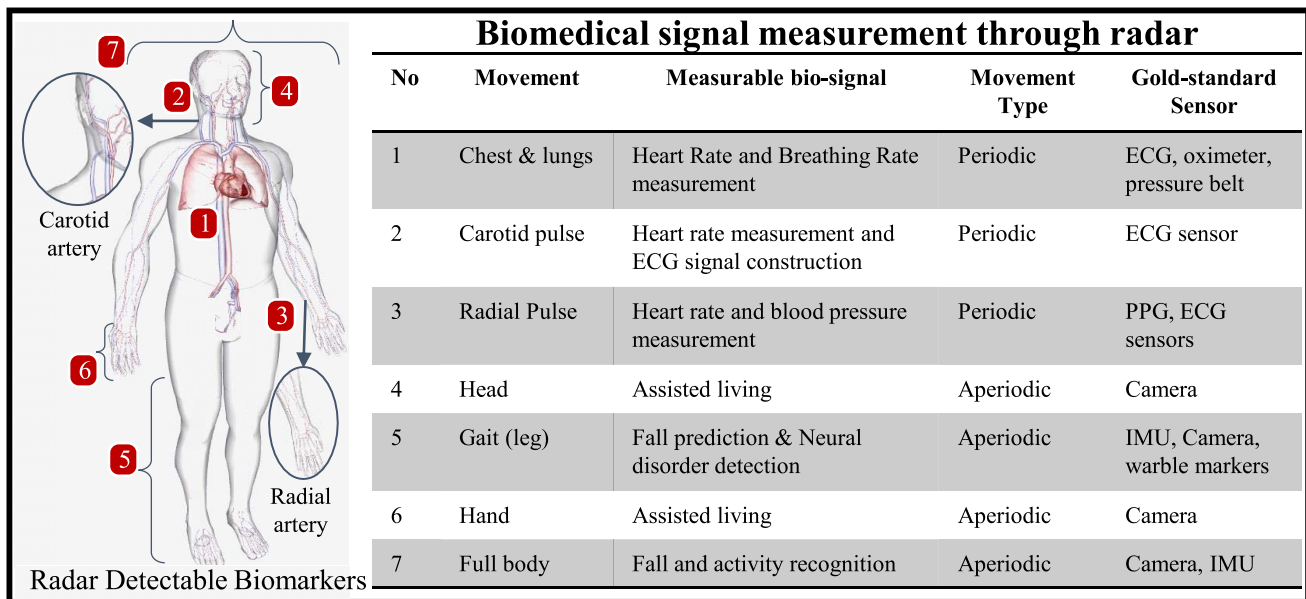 7
2
4
Carotid
artery
1
3
6
5
Radial
artery
Radar Detectable Biomarkers
Biomedical signal measurement through radar
No Movement Measurable bio-signal Movement Type Gold-standard Sensor
1 Chest & lungs Heart Rate and Breathing Rate measurement Periodic ECG, oximeter, pressure belt
2 Carotid pulse Heart rate measurement and ECG signal construction Periodic ECG sensor
3 Radial Pulse Heart rate and blood pressure measurement Periodic PPG, ECG sensors
4 Head Assisted living Aperiodic Camera
5 Gait (leg) Fall prediction & Neural disorder detection Aperiodic IMU, Camera, warble markers
6 Hand Assisted living Aperiodic Camera
7 Full body Fall and activity recognition Aperiodic Camera, IMU